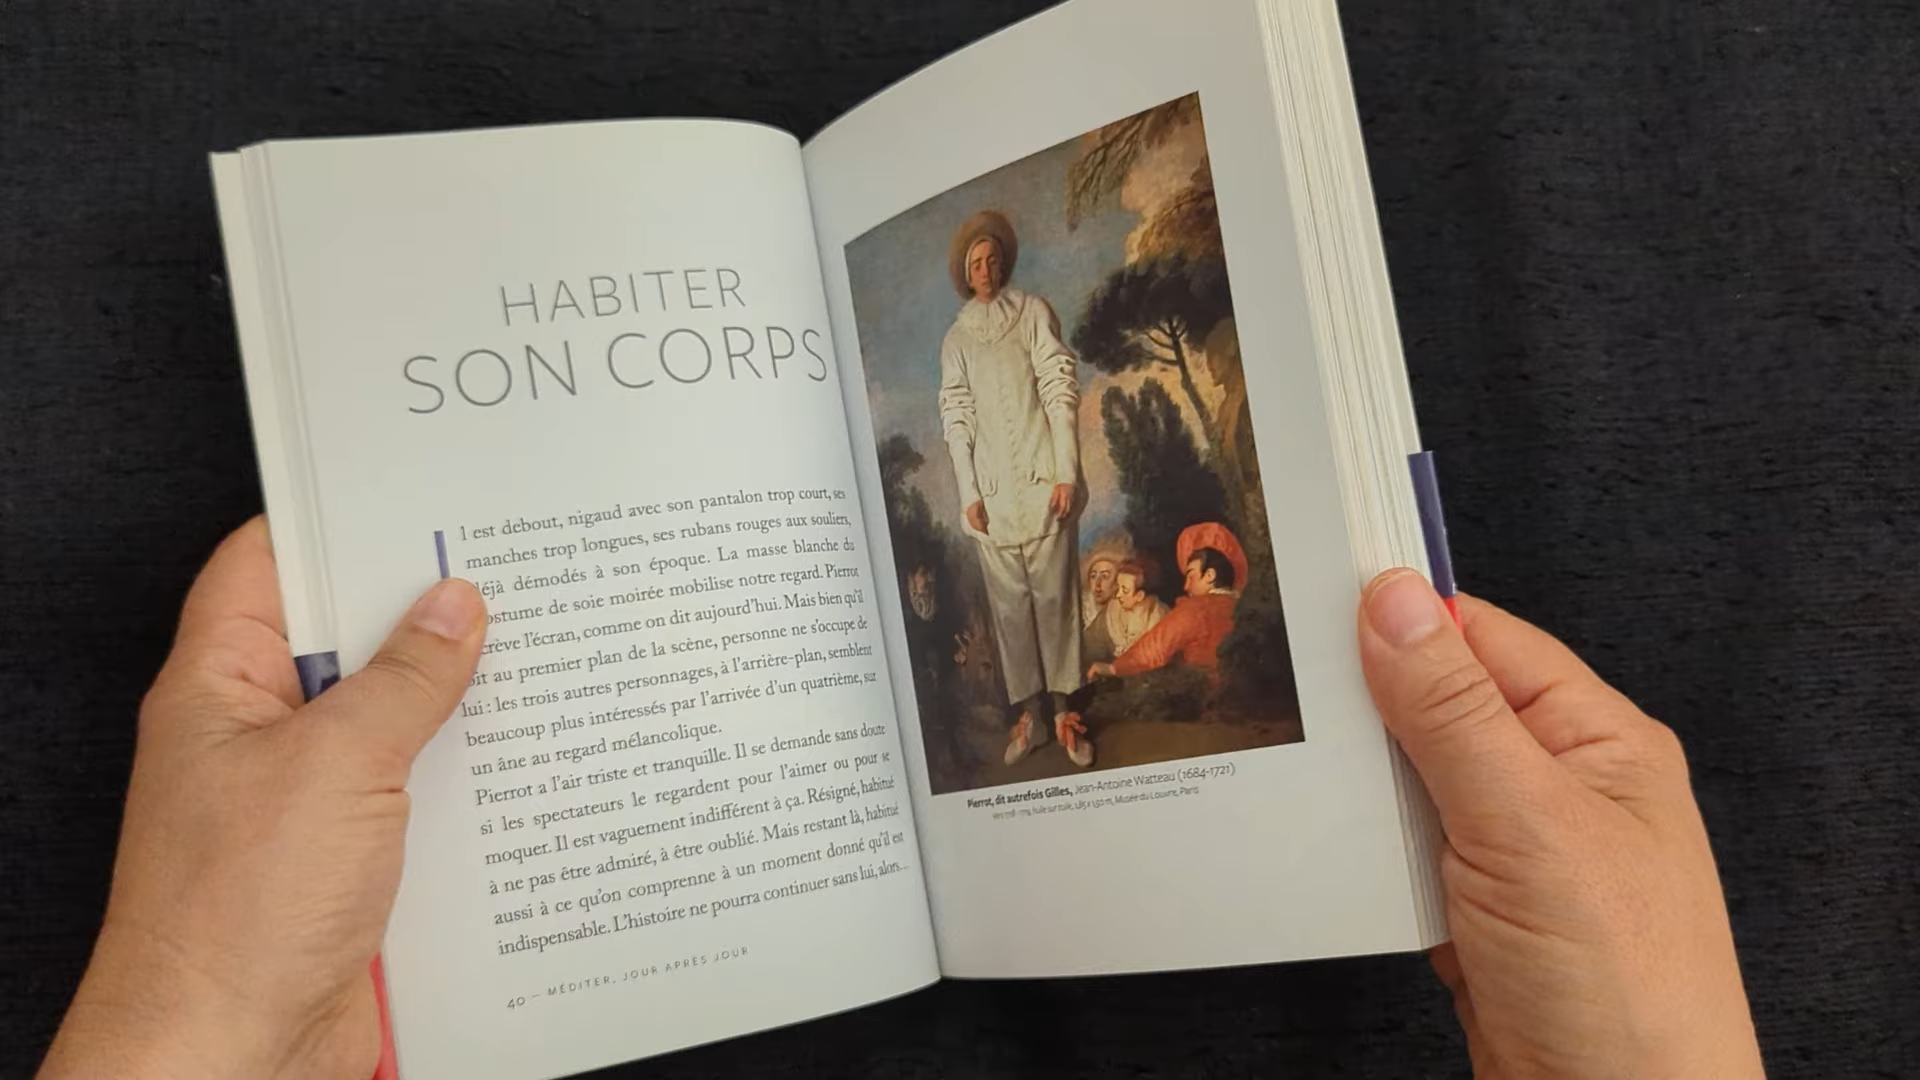 HABITER
SON CORPS
Il est debout, nigaud avec son pantalon trop court, ses
manches trop longues, ses rubans rouges aux souliers,
déjà démodés à son époque. La masse blanche du
costume de soie moirée mobilise notre regard. Pierrot
crève l'écran, comme on dit aujourd'hui. Mais bien qu'il
soit au premier plan de la scène, personne ne s'occupe de
lui : les trois autres personnages, à l'arrière-plan, semblent
beaucoup plus intéressés par l'arrivée d'un quatrième, sur
un âne au regard mélancolique.
Pierrot a l'air triste et tranquille. Il se demande sans doute
si les spectateurs le regardent pour l'aimer ou pour se
moquer. Il est vaguement indifférent à ça. Résigné, habitué
à ne pas être admiré, à être oublié. Mais restant là, habitué
aussi à ce qu'on comprenne à un moment donné qu'il est
indispensable. L'histoire ne pourra continuer sans lui, alors...
40 – MÉDITER, JOUR APRÈS JOUR
Pierrot, dit autrefois Gilles, Jean-Antoine Watteau (1684-1721)
huile sur toile, 1,85 x 1,50 m, Musée du Louvre, Paris